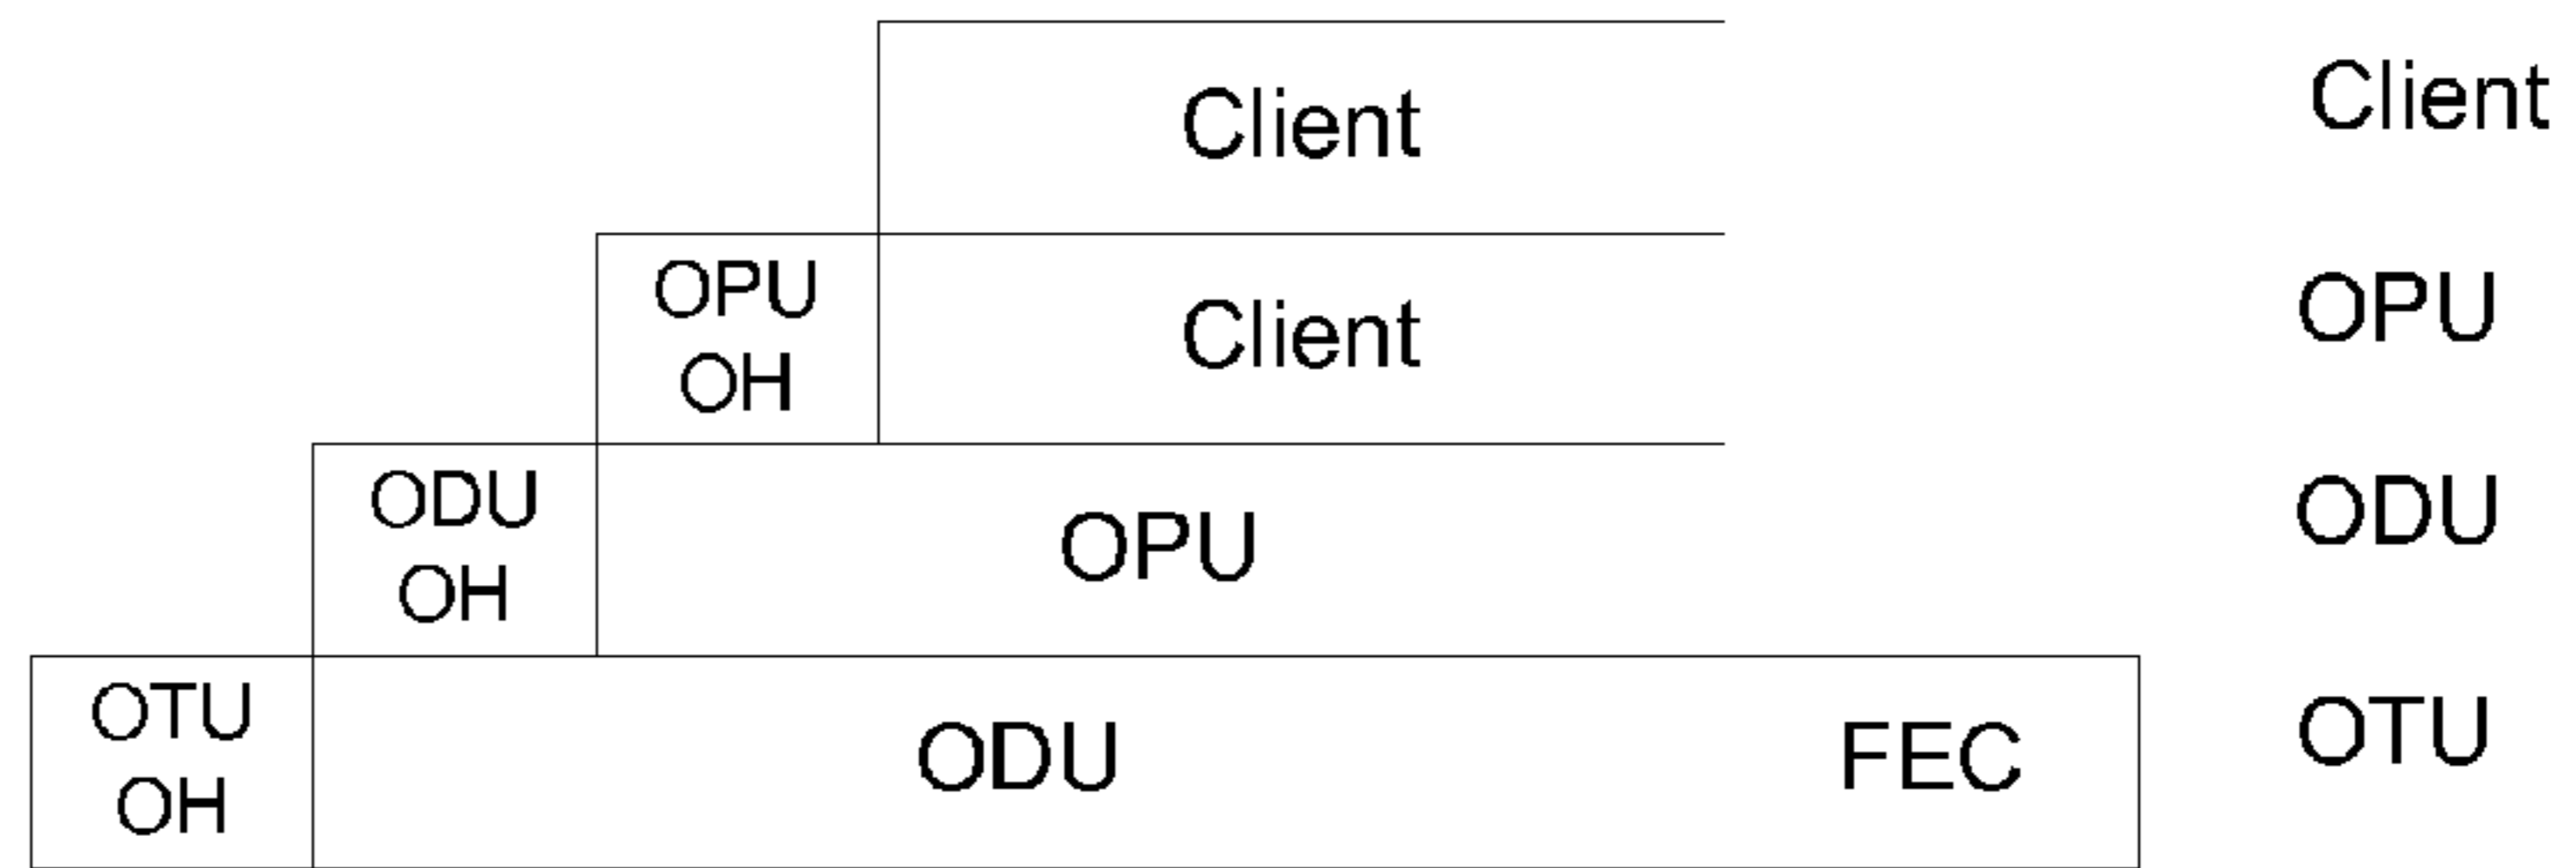 Client
Client
OPU
OH
Client
OPU
ODU
OH
OPU
ODU
OTU
OH
ODU
FEC
OTU